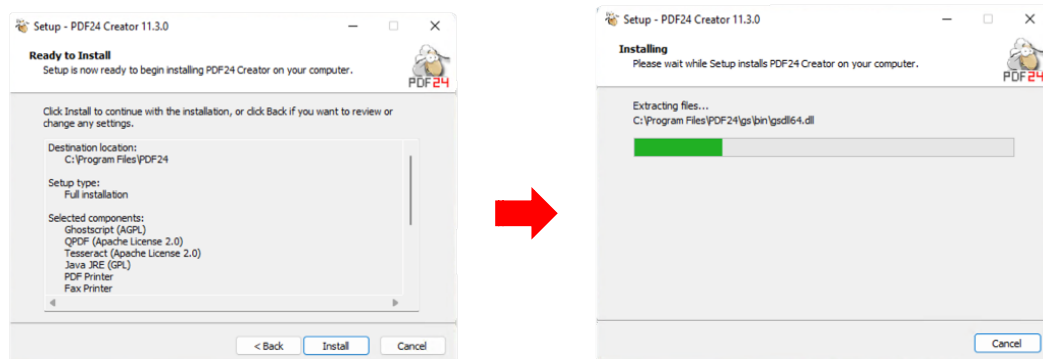 Setup - PDF24 Creator 11.3.0
Ready to Install
Setup is now ready to begin installing PDF24 Creator on your computer.
PDF24
Click Install to continue with the installation, or click Back if you want to review or
change any settings.
Destination location:
C:\Program Files\PDF24
Setup type:
Full installation
Selected components:
Ghostscript (AGPL)
QPDF (Apache License 2.0)
Tesseract (Apache License 2.0)
Java JRE (GPL)
PDF Printer
Fax Printer
< Back
Install
Cancel
Setup - PDF24 Creator 11.3.0
Installing
Please wait while Setup installs PDF24 Creator on your computer.
PDF24
Extracting files...
C:\Program Files\PDF24\gs\bin\gsdll64.dll
Cancel